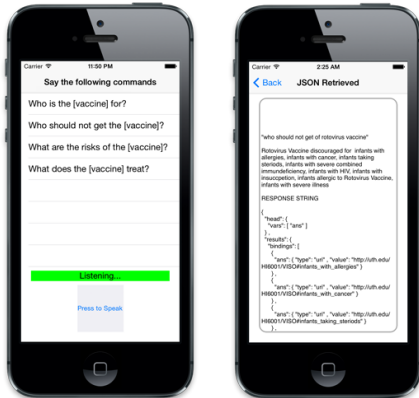 Carrier
11:50 PM
Say the following commands
Who is the [vaccine] for?
Who should not get the [vaccine]?
What are the risks of the [vaccine]?
What does the [vaccine] treat?
Listening...
Press to Speak
Carrier
2:25 AM
Back
JSON Retrieved
"who should not get of rotovirus vaccine"
Rotovirus Vaccine discouraged for infants with
allergies, infants with cancer, infants taking
steriods, infants with severe combined
immundeficiency, infants with HIV, infants with
insuccpetion, infants allergic to Rotovirus Vaccine,
infants with severe illness
RESPONSE STRING
{
"head": {
"vars": [ "ans" ]
} ,
"results": {
"bindings": [
{
"ans": { "type": "uri" , "value": "http://uth.edu/
HI6001/VISO#infants_with_allergies" }
} ,
{
"ans": { "type": "uri" , "value": "http://uth.edu/
HI6001/VISO#infants_with_cancer" }
} ,
{
"ans": { "type": "uri" , "value": "http://uth.edu/
HI6001/VISO#infants_taking_steriods" }
} ,